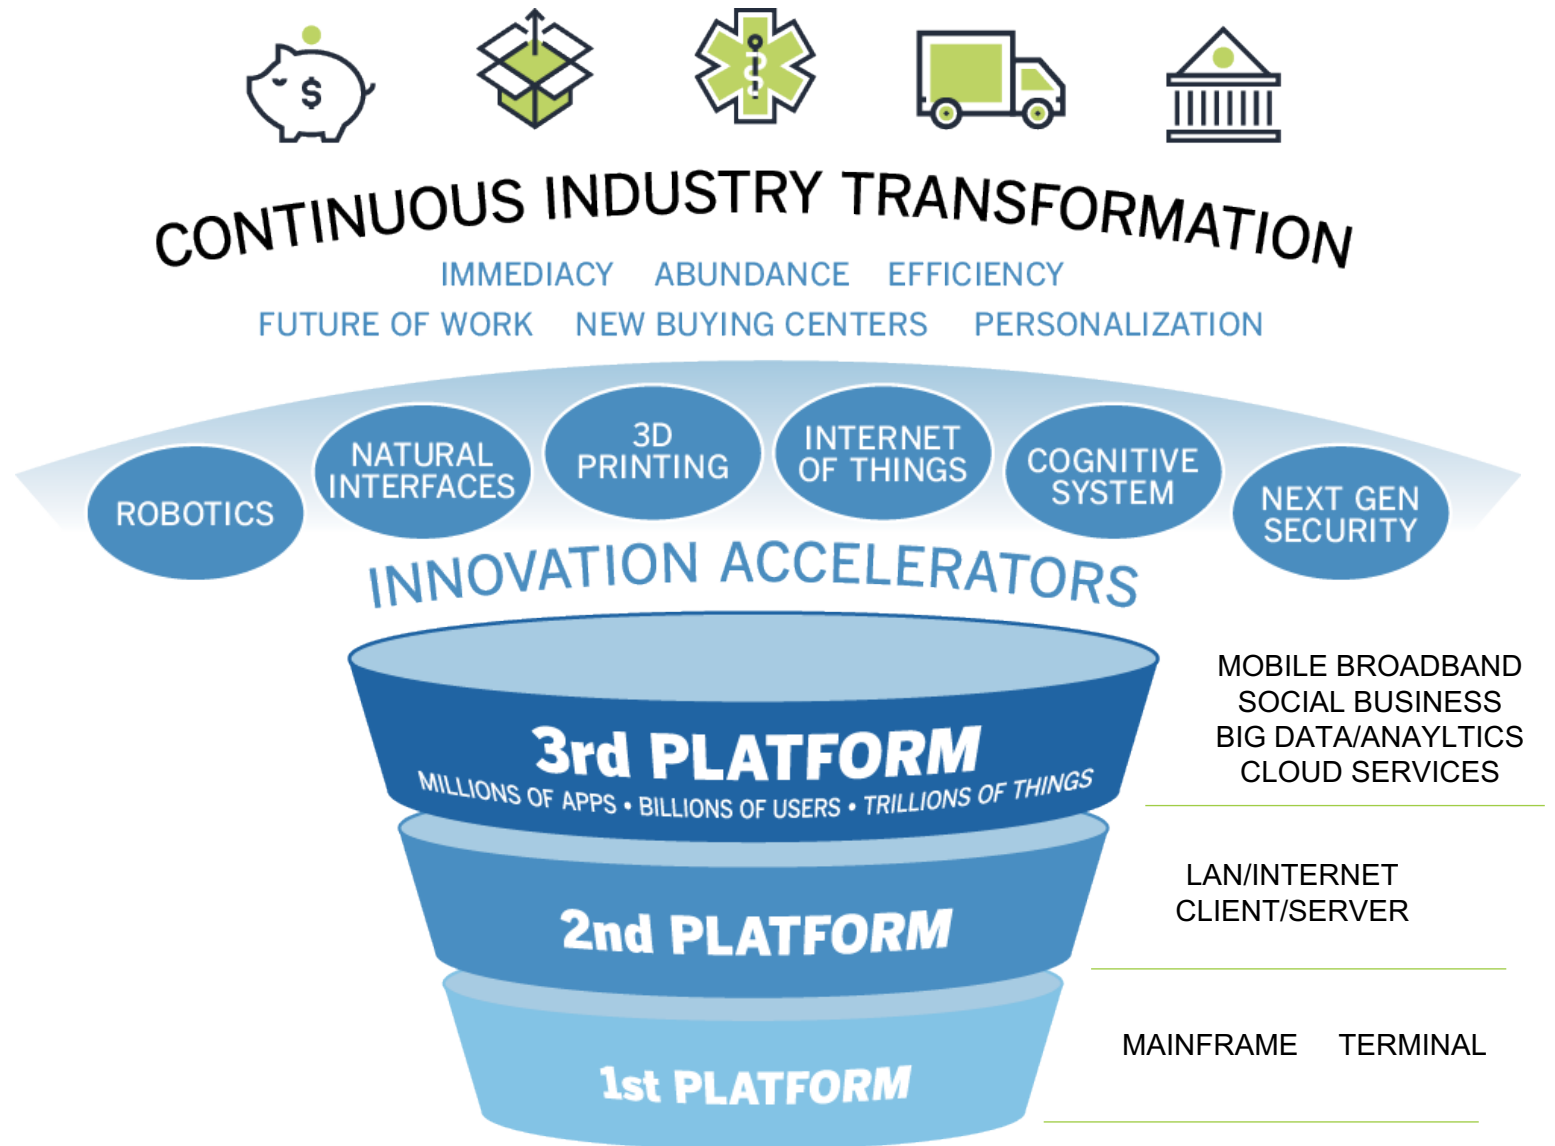 $
CONTINUOUS INDUSTRY TRANSFORMATION
IMMEDIACY ABUNDANCE EFFICIENCY
FUTURE OF WORK NEW BUYING CENTERS PERSONALIZATION
ROBOTICS
NATURAL
INTERFACES
3D
PRINTING
INTERNET
OF THINGS
COGNITIVE
SYSTEM
NEXT GEN
SECURITY
INNOVATION ACCELERATORS
3rd PLATFORM
MILLIONS OF APPS • BILLIONS OF USERS • TRILLIONS OF THINGS
MOBILE BROADBAND
SOCIAL BUSINESS
BIG DATA/ANAYLTICS
CLOUD SERVICES
2nd PLATFORM
LAN/INTERNET
CLIENT/SERVER
1st PLATFORM
MAINFRAME TERMINAL